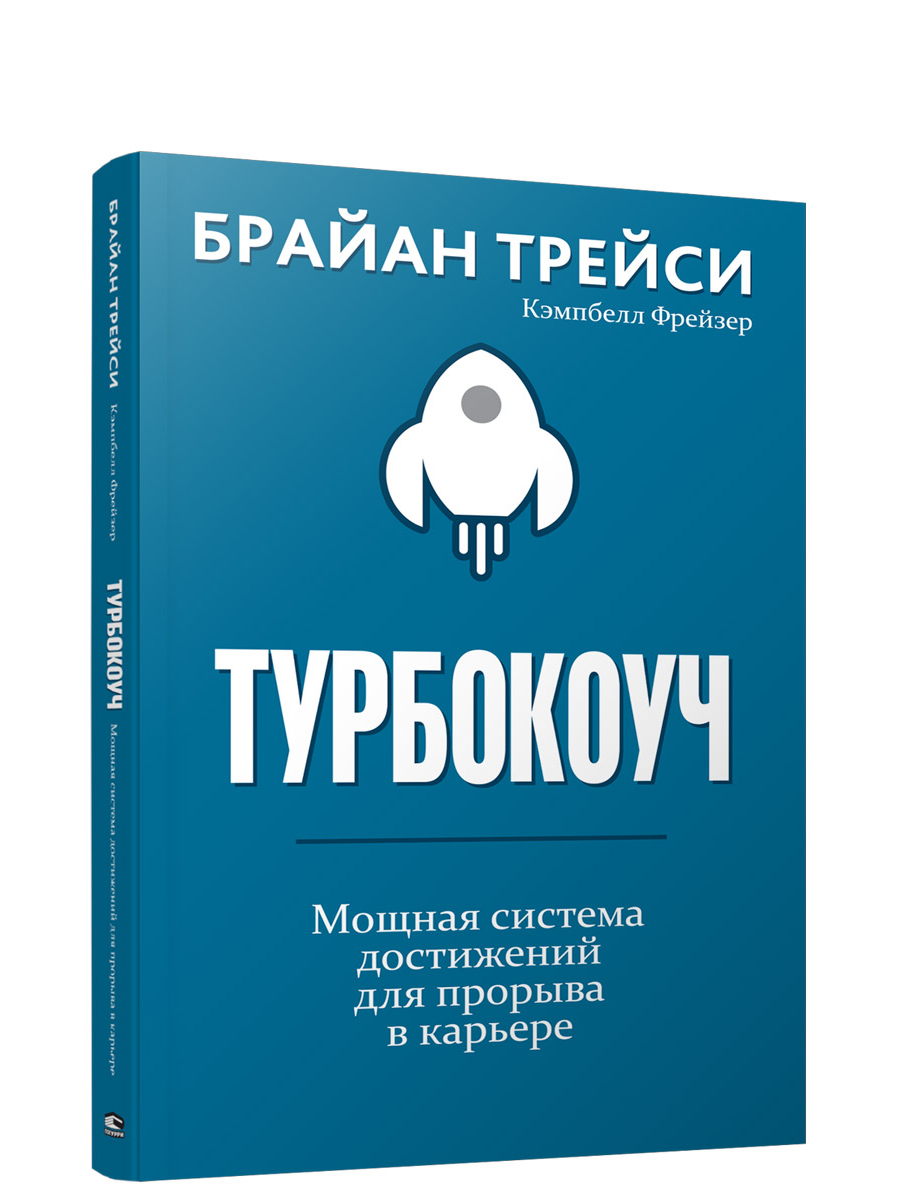 БРАЙАН ТРЕЙСИ
Кэмпбелл Фрейзер
ТУРБОКОУЧ
Мощная система
достижений
для прорыва
в карьере
БРАЙАН ТРЕЙСИ Кэмпбелл Фрейзер ТУРБОКОУЧ Мощная система достижений для прорыва в карьере
ПОПУРРИ